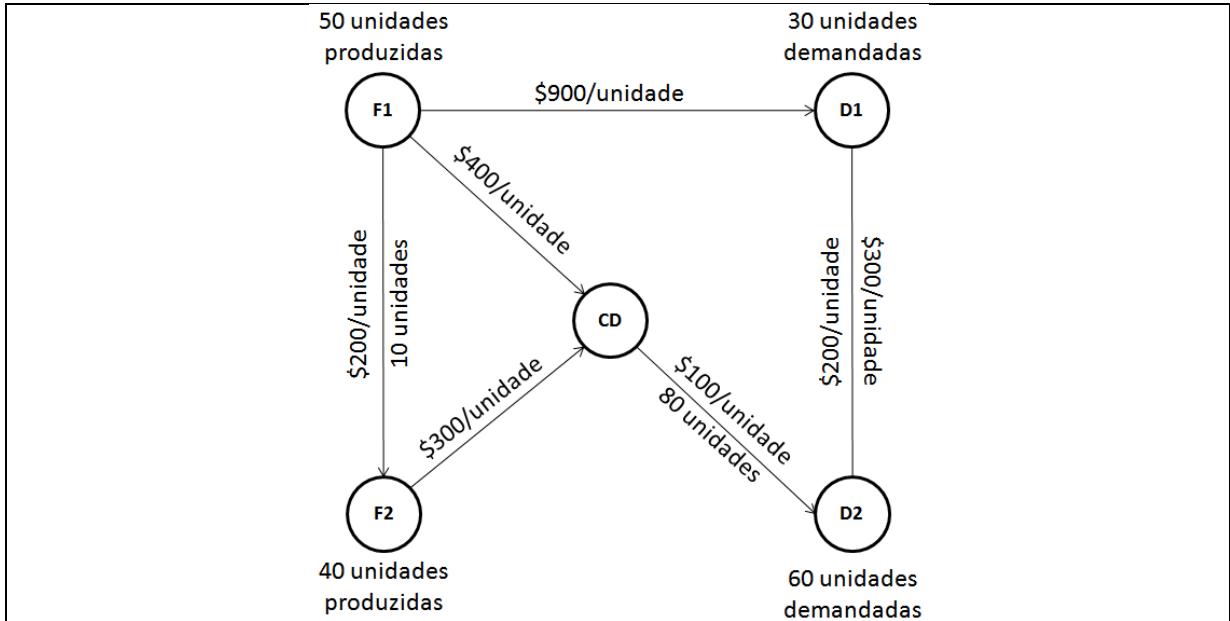 50 unidades
produzidas
30 unidades
demandadas
F1
$900/unidade
D1
$400/unidade
$200/unidade
10 unidades
CD
$200/unidade
$300/unidade
$300/unidade
$100/unidade
80 unidades
F2
D2
40 unidades
produzidas
60 unidades
demandadas